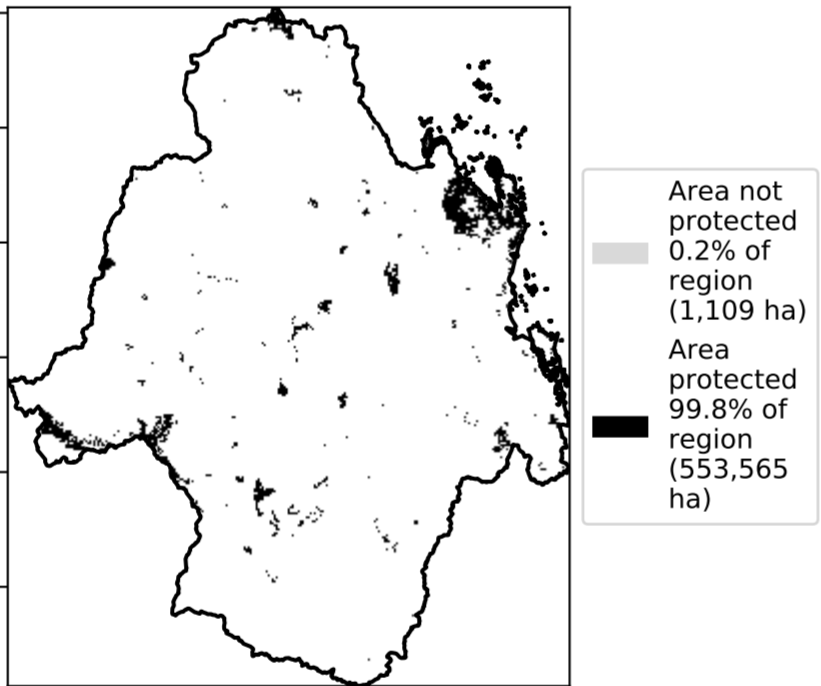 Area not
protected
0.2% of
region
(1,109 ha)
Area
protected
99.8% of
region
(553,565
ha)